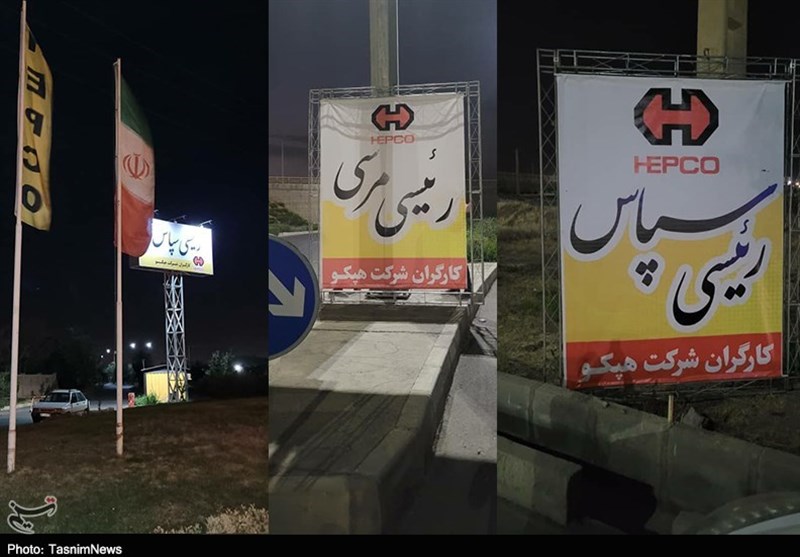 HEPCO
رئیسی سپاس
کارگران شرکت هپکو
HEPCO
رئیسی مرسی
کارگران شرکت هپکو
HEPCO
سپاس
رئیسی
کارگران شرکت هپکو
تسنیم
Photo: TasnimNews